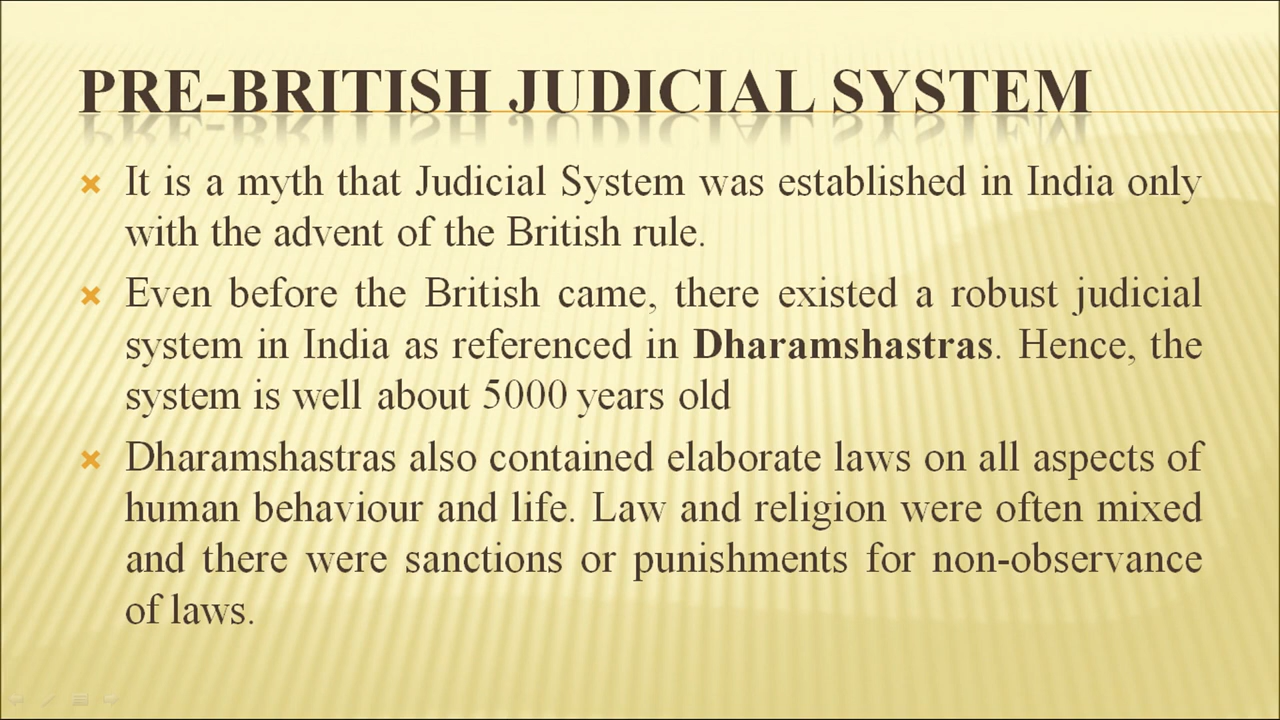 PRE-BRITISH JUDICIAL SYSTEM
It is a myth that Judicial System was established in India only
with the advent of the British rule.
Even before the British came, there existed a robust judicial
system in India as referenced in Dharamshastras. Hence, the
system is well about 5000 years old
Dharamshastras also contained elaborate laws on all aspects of
human behaviour and life. Law and religion were often mixed
and there were sanctions or punishments for non-observance
of laws.